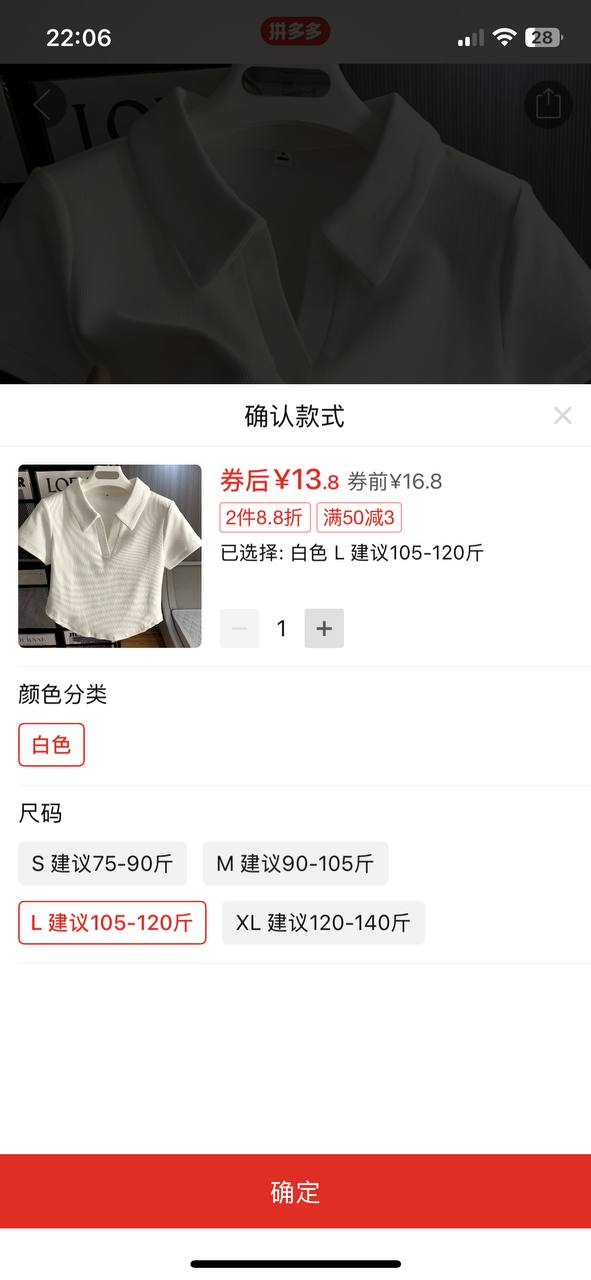 22:06
拼多多
28
LO
确认款式
LO
券后¥13.8 券前¥16.8
2件8.8折 满50减3
已选择: 白色 L 建议105-120斤
1
颜色分类
白色
尺码
S 建议75-90斤 M 建议90-105斤
L 建议105-120斤 XL 建议120-140斤
确定